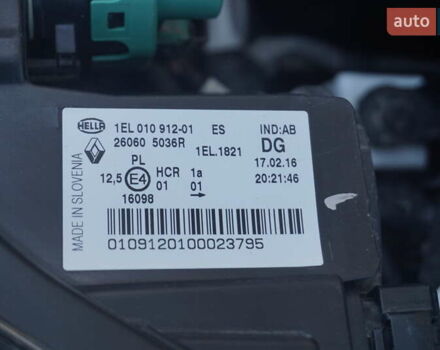 auto
HELLA 1EL 010 912-01 ES IND:AB
26060 5036R 1EL.1821 DG
17.02.16
PL HCR 1a
12,5 E4 01 01 → 20:21:46
16098
MADE IN SLOVENIA
0109120100023795